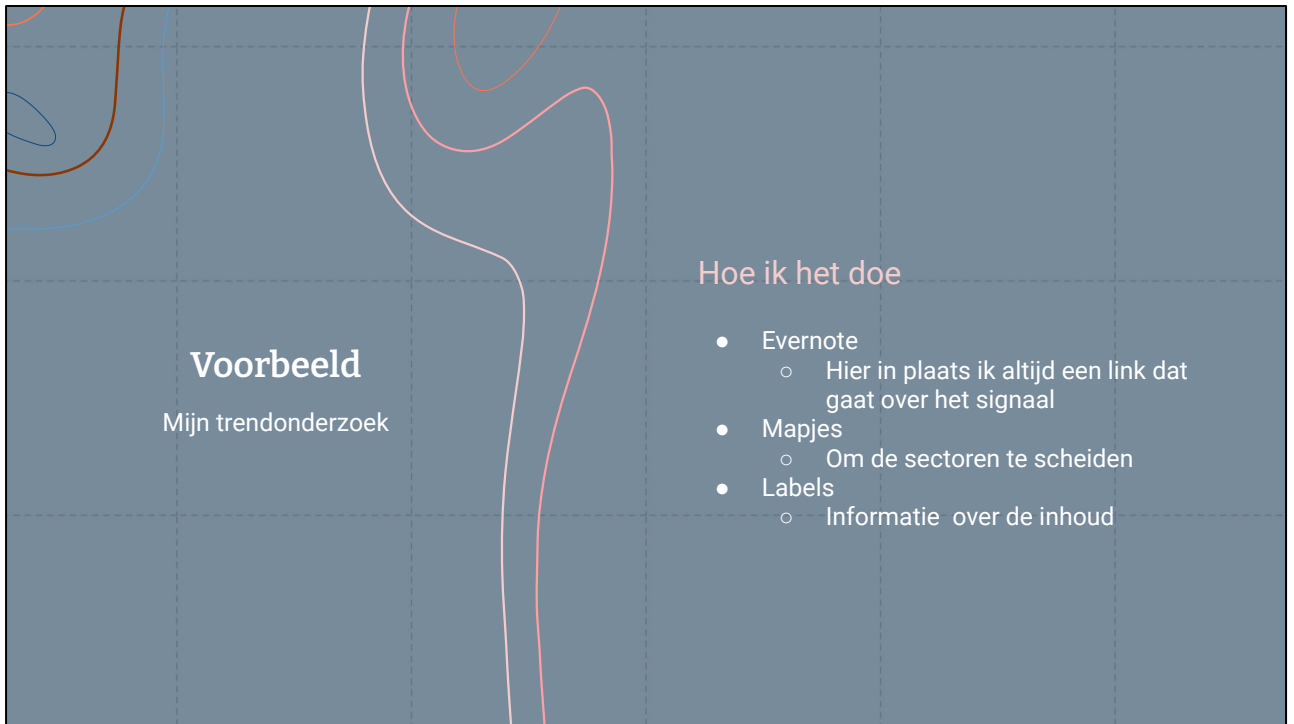 Voorbeeld
Mijn trendonderzoek
Hoe ik het doe
● Evernote
○ Hier in plaats ik altijd een link dat
gaat over het signaal
● Mapjes
○ Om de sectoren te scheiden
● Labels
○ Informatie  over de inhoud